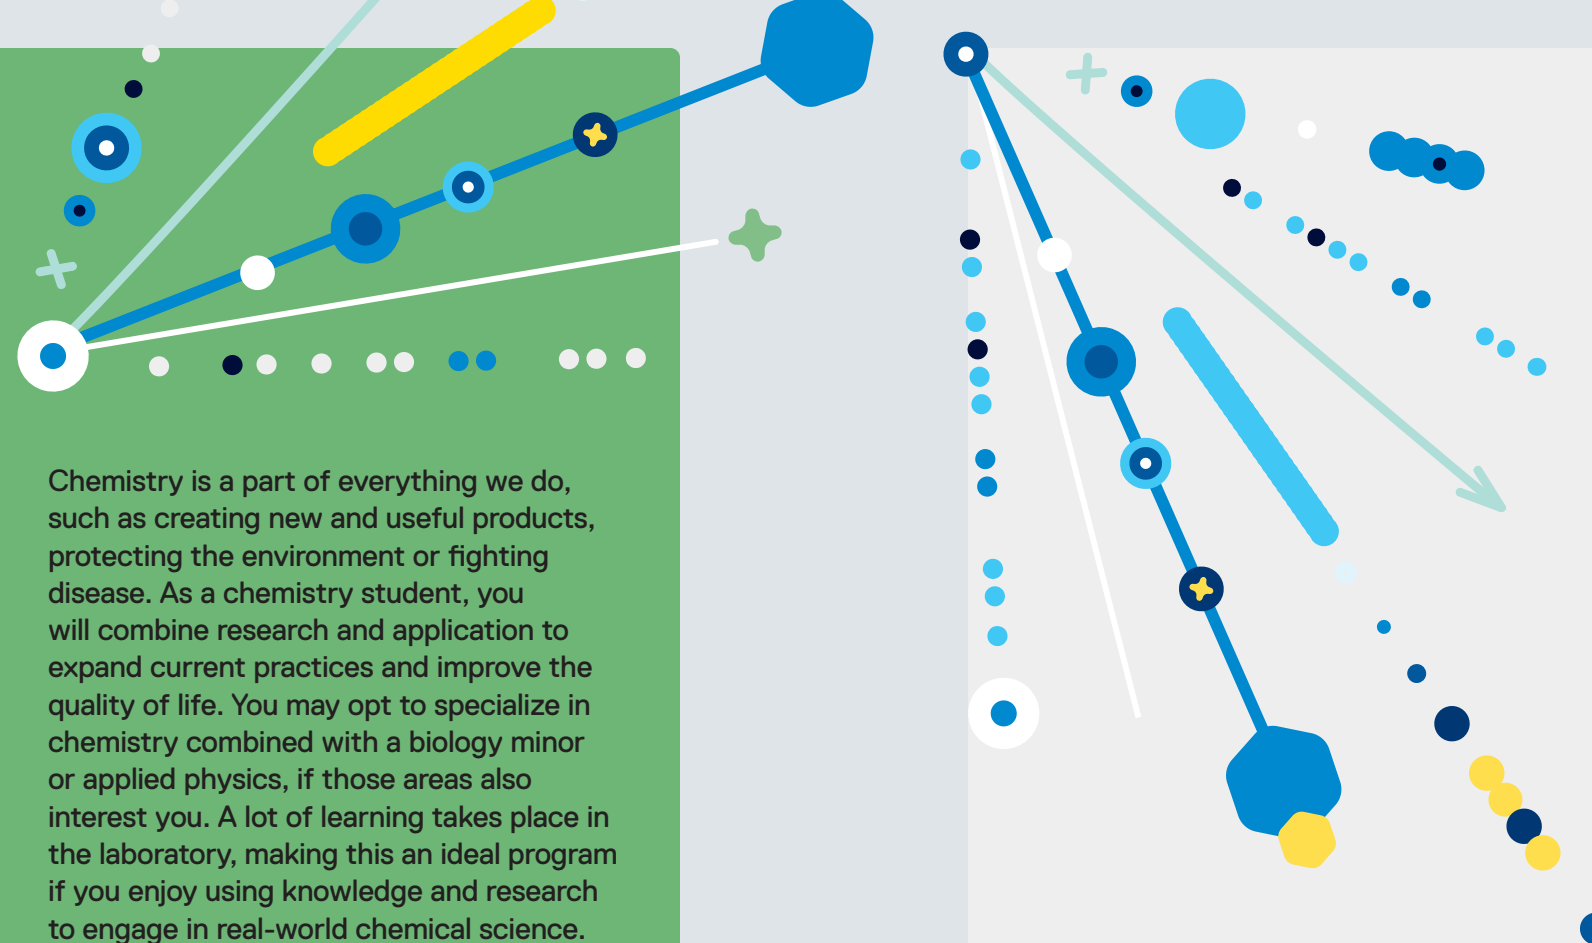 Chemistry is a part of everything we do,
such as creating new and useful products,
protecting the environment or fighting
disease. As a chemistry student, you
will combine research and application to
expand current practices and improve the
quality of life. You may opt to specialize in
chemistry combined with a biology minor
or applied physics, if those areas also
interest you. A lot of learning takes place in
the laboratory, making this an ideal program
if you enjoy using knowledge and research
to engage in real-world chemical science.